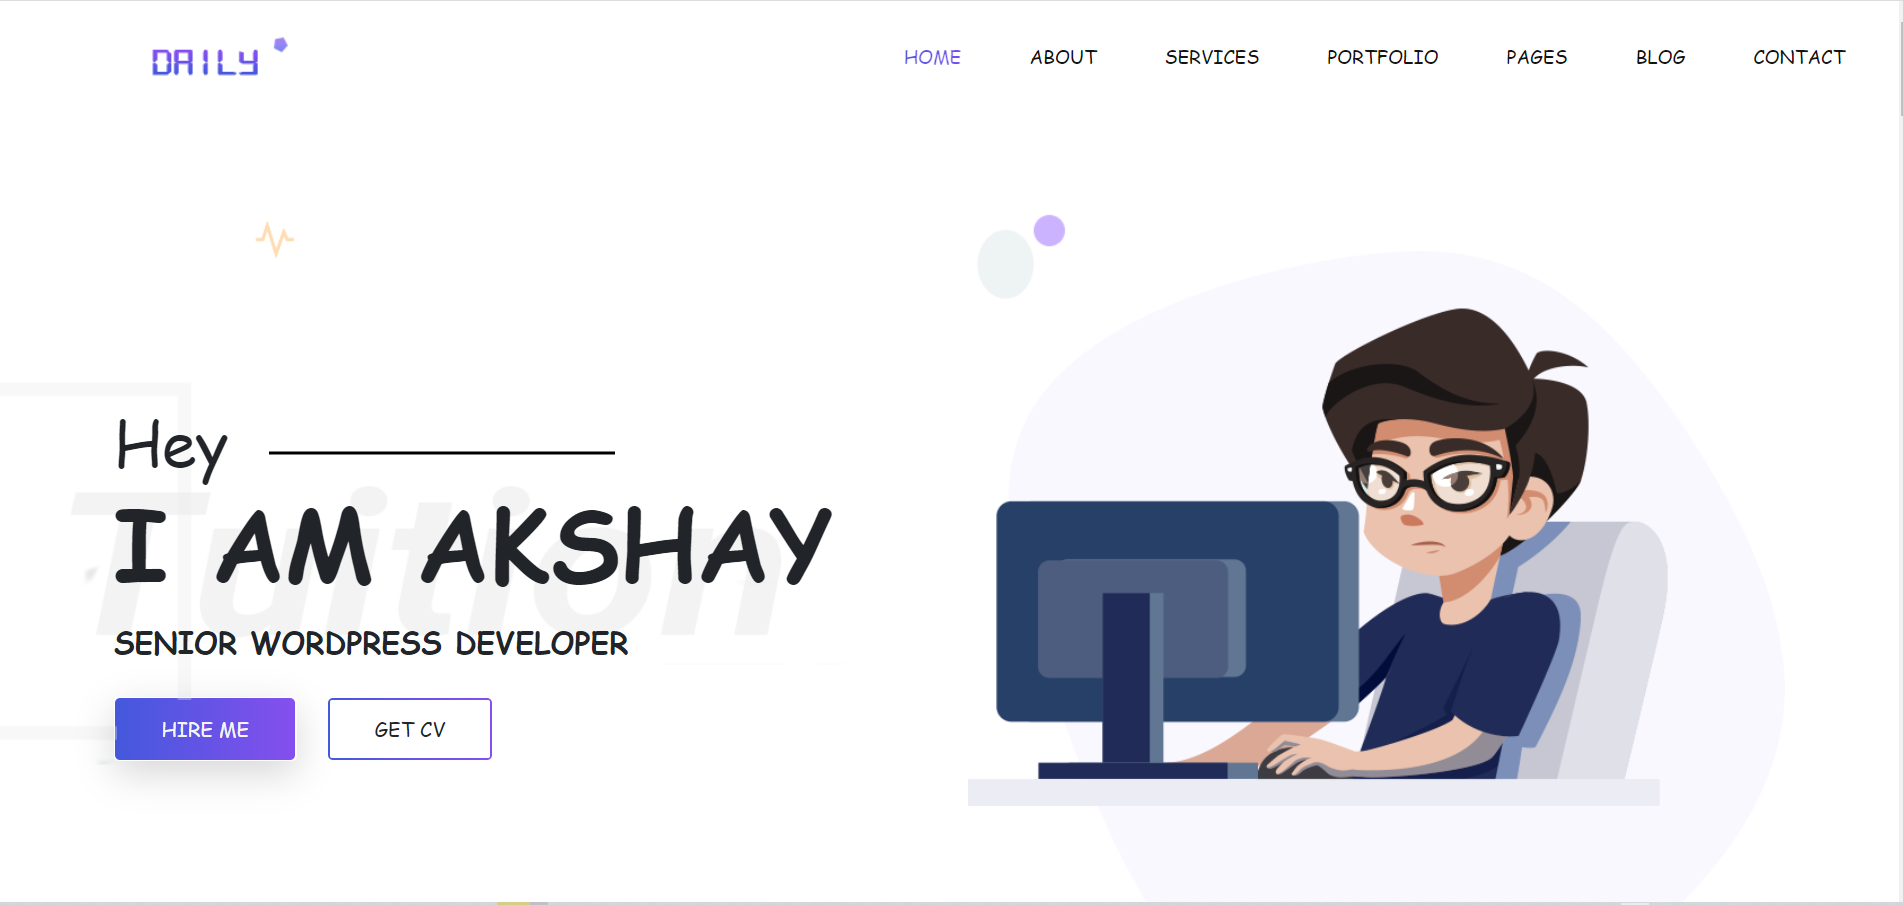 DAILY
HOME ABOUT SERVICES PORTFOLIO PAGES BLOG CONTACT
Hey
Tuition
I AM AKSHAY
SENIOR WORDPRESS DEVELOPER
HIRE ME GET CV